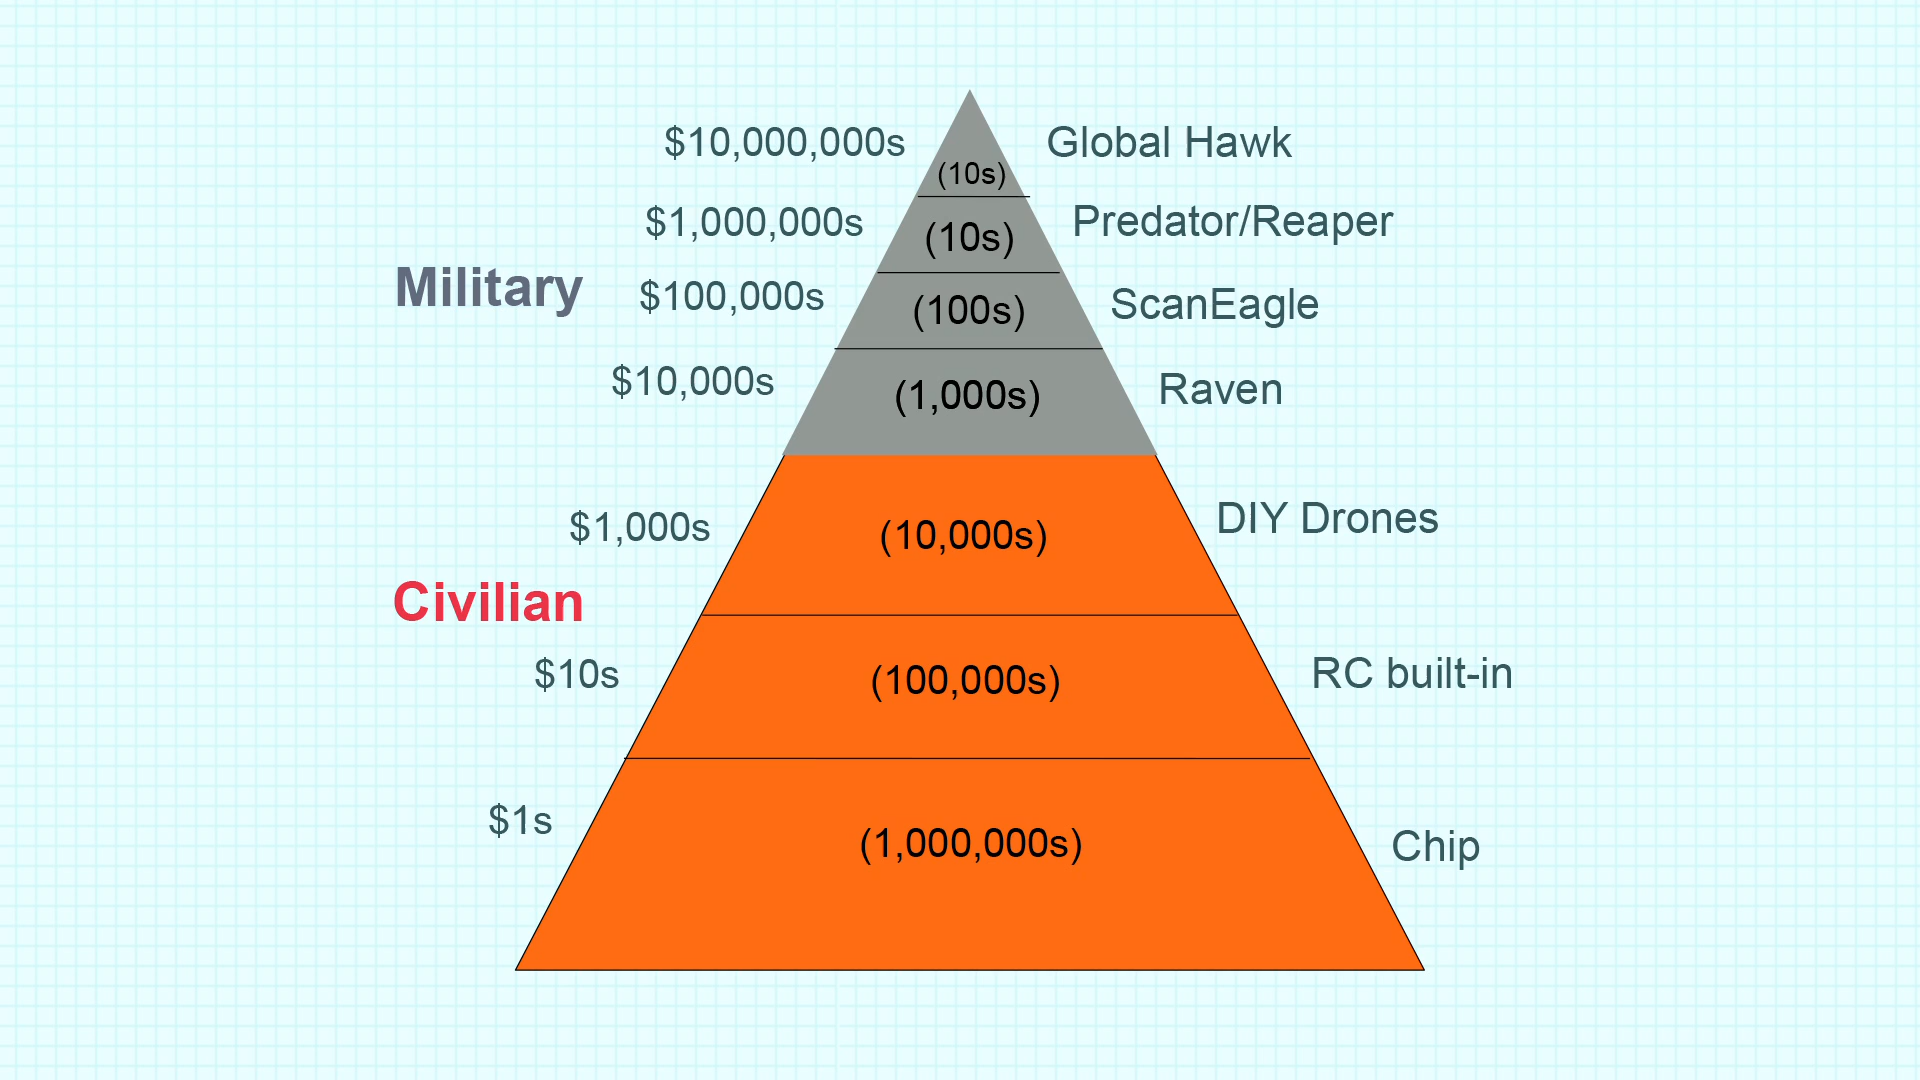 $10,000,000s (10s) Global Hawk
$1,000,000s (10s) Predator/Reaper
Military
$100,000s (100s) ScanEagle
$10,000s (1,000s) Raven
$1,000s (10,000s) DIY Drones
Civilian
$10s (100,000s) RC built-in
$1s (1,000,000s) Chip